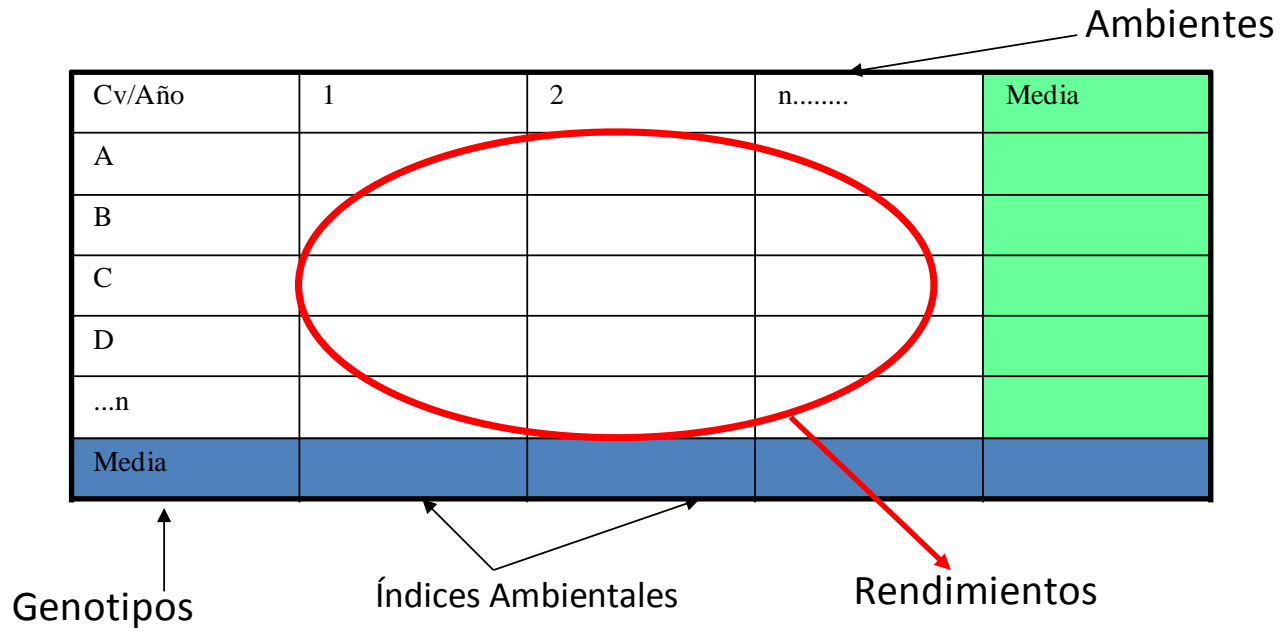 Ambientes
Cv/Año 1 2 n........ Media
A
B
C
D
...n
Media
Genotipos Índices Ambientales Rendimientos